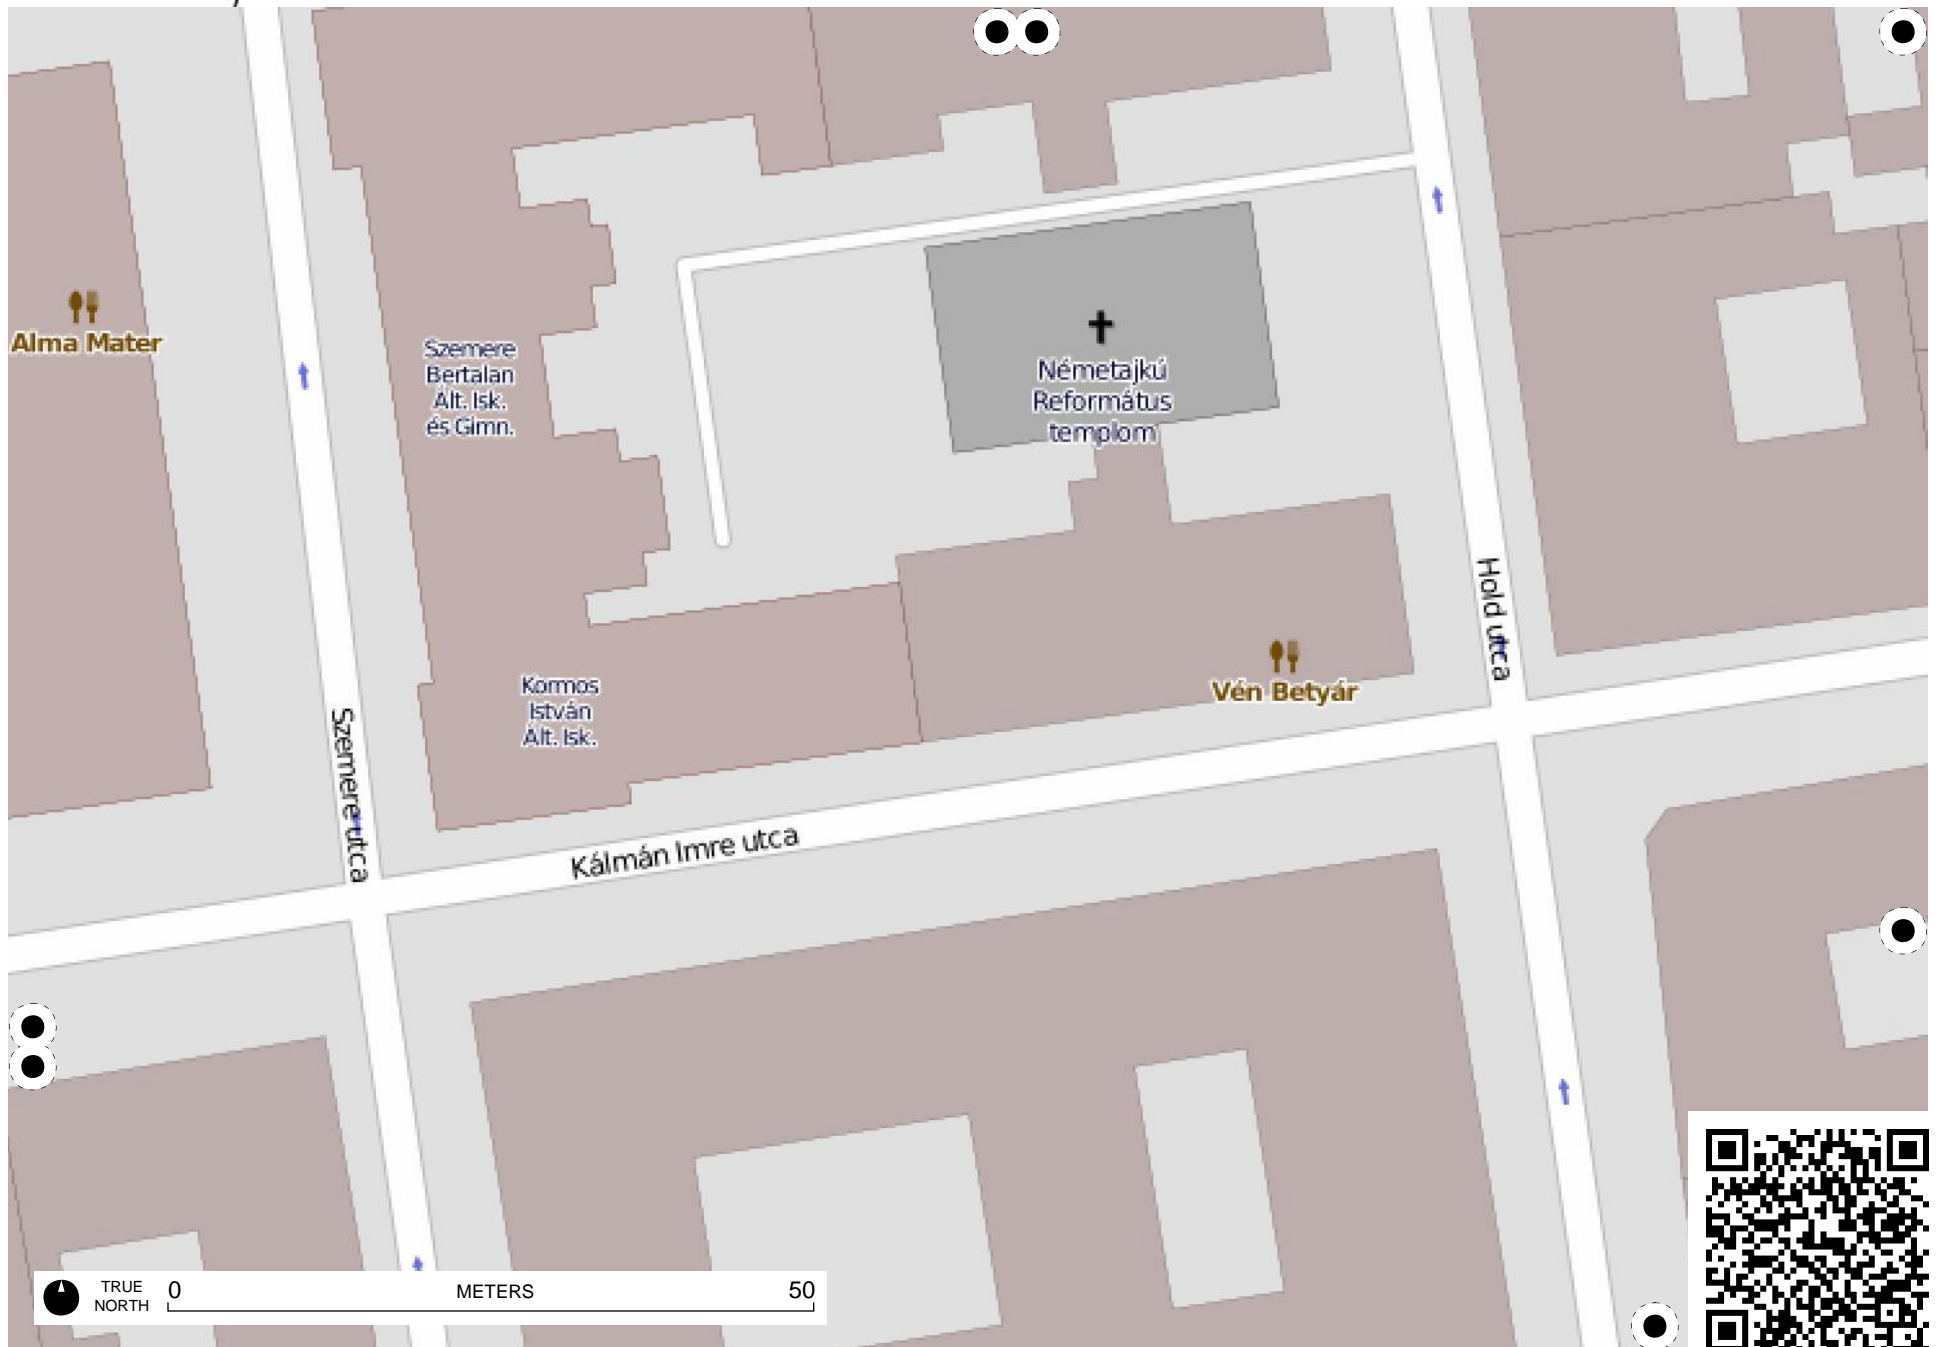 Alma Mater
Szemere
Bertalan
Ált. Isk.
és Gimn.
Németajkú
Református
templom
Hold utca
Vén Betyár
Kormos
István
Ált. Isk.
Szemere utca
Kálmán Imre utca
TRUE
NORTH
0 METERS 50